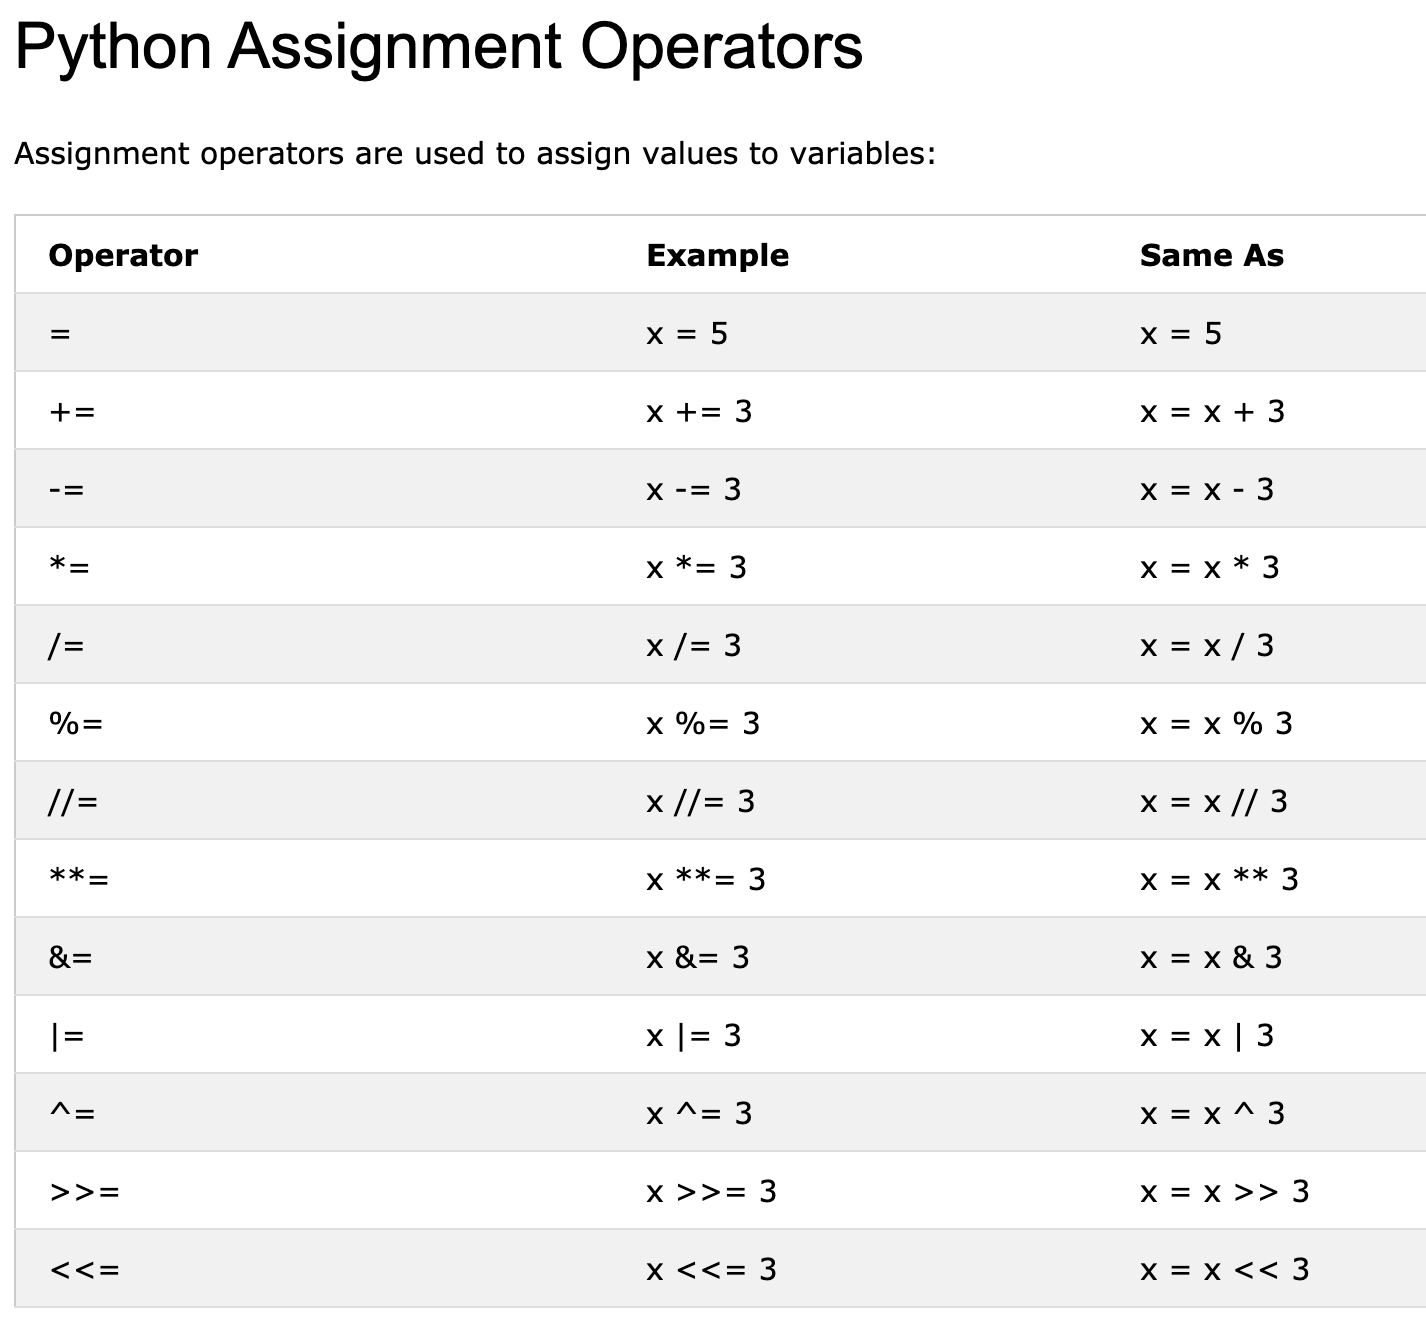 Python Assignment Operators
Assignment operators are used to assign values to variables:
Operator Example Same As
= x = 5 x = 5
+= x += 3 x = x + 3
-= x -= 3 x = x - 3
*= x *= 3 x = x * 3
/= x /= 3 x = x / 3
%= x %= 3 x = x % 3
//= x //= 3 x = x // 3
**= x **= 3 x = x ** 3
&= x &= 3 x = x & 3
|= x |= 3 x = x | 3
^= x ^= 3 x = x ^ 3
>>= x >>= 3 x = x >> 3
<<= x <<= 3 x = x << 3